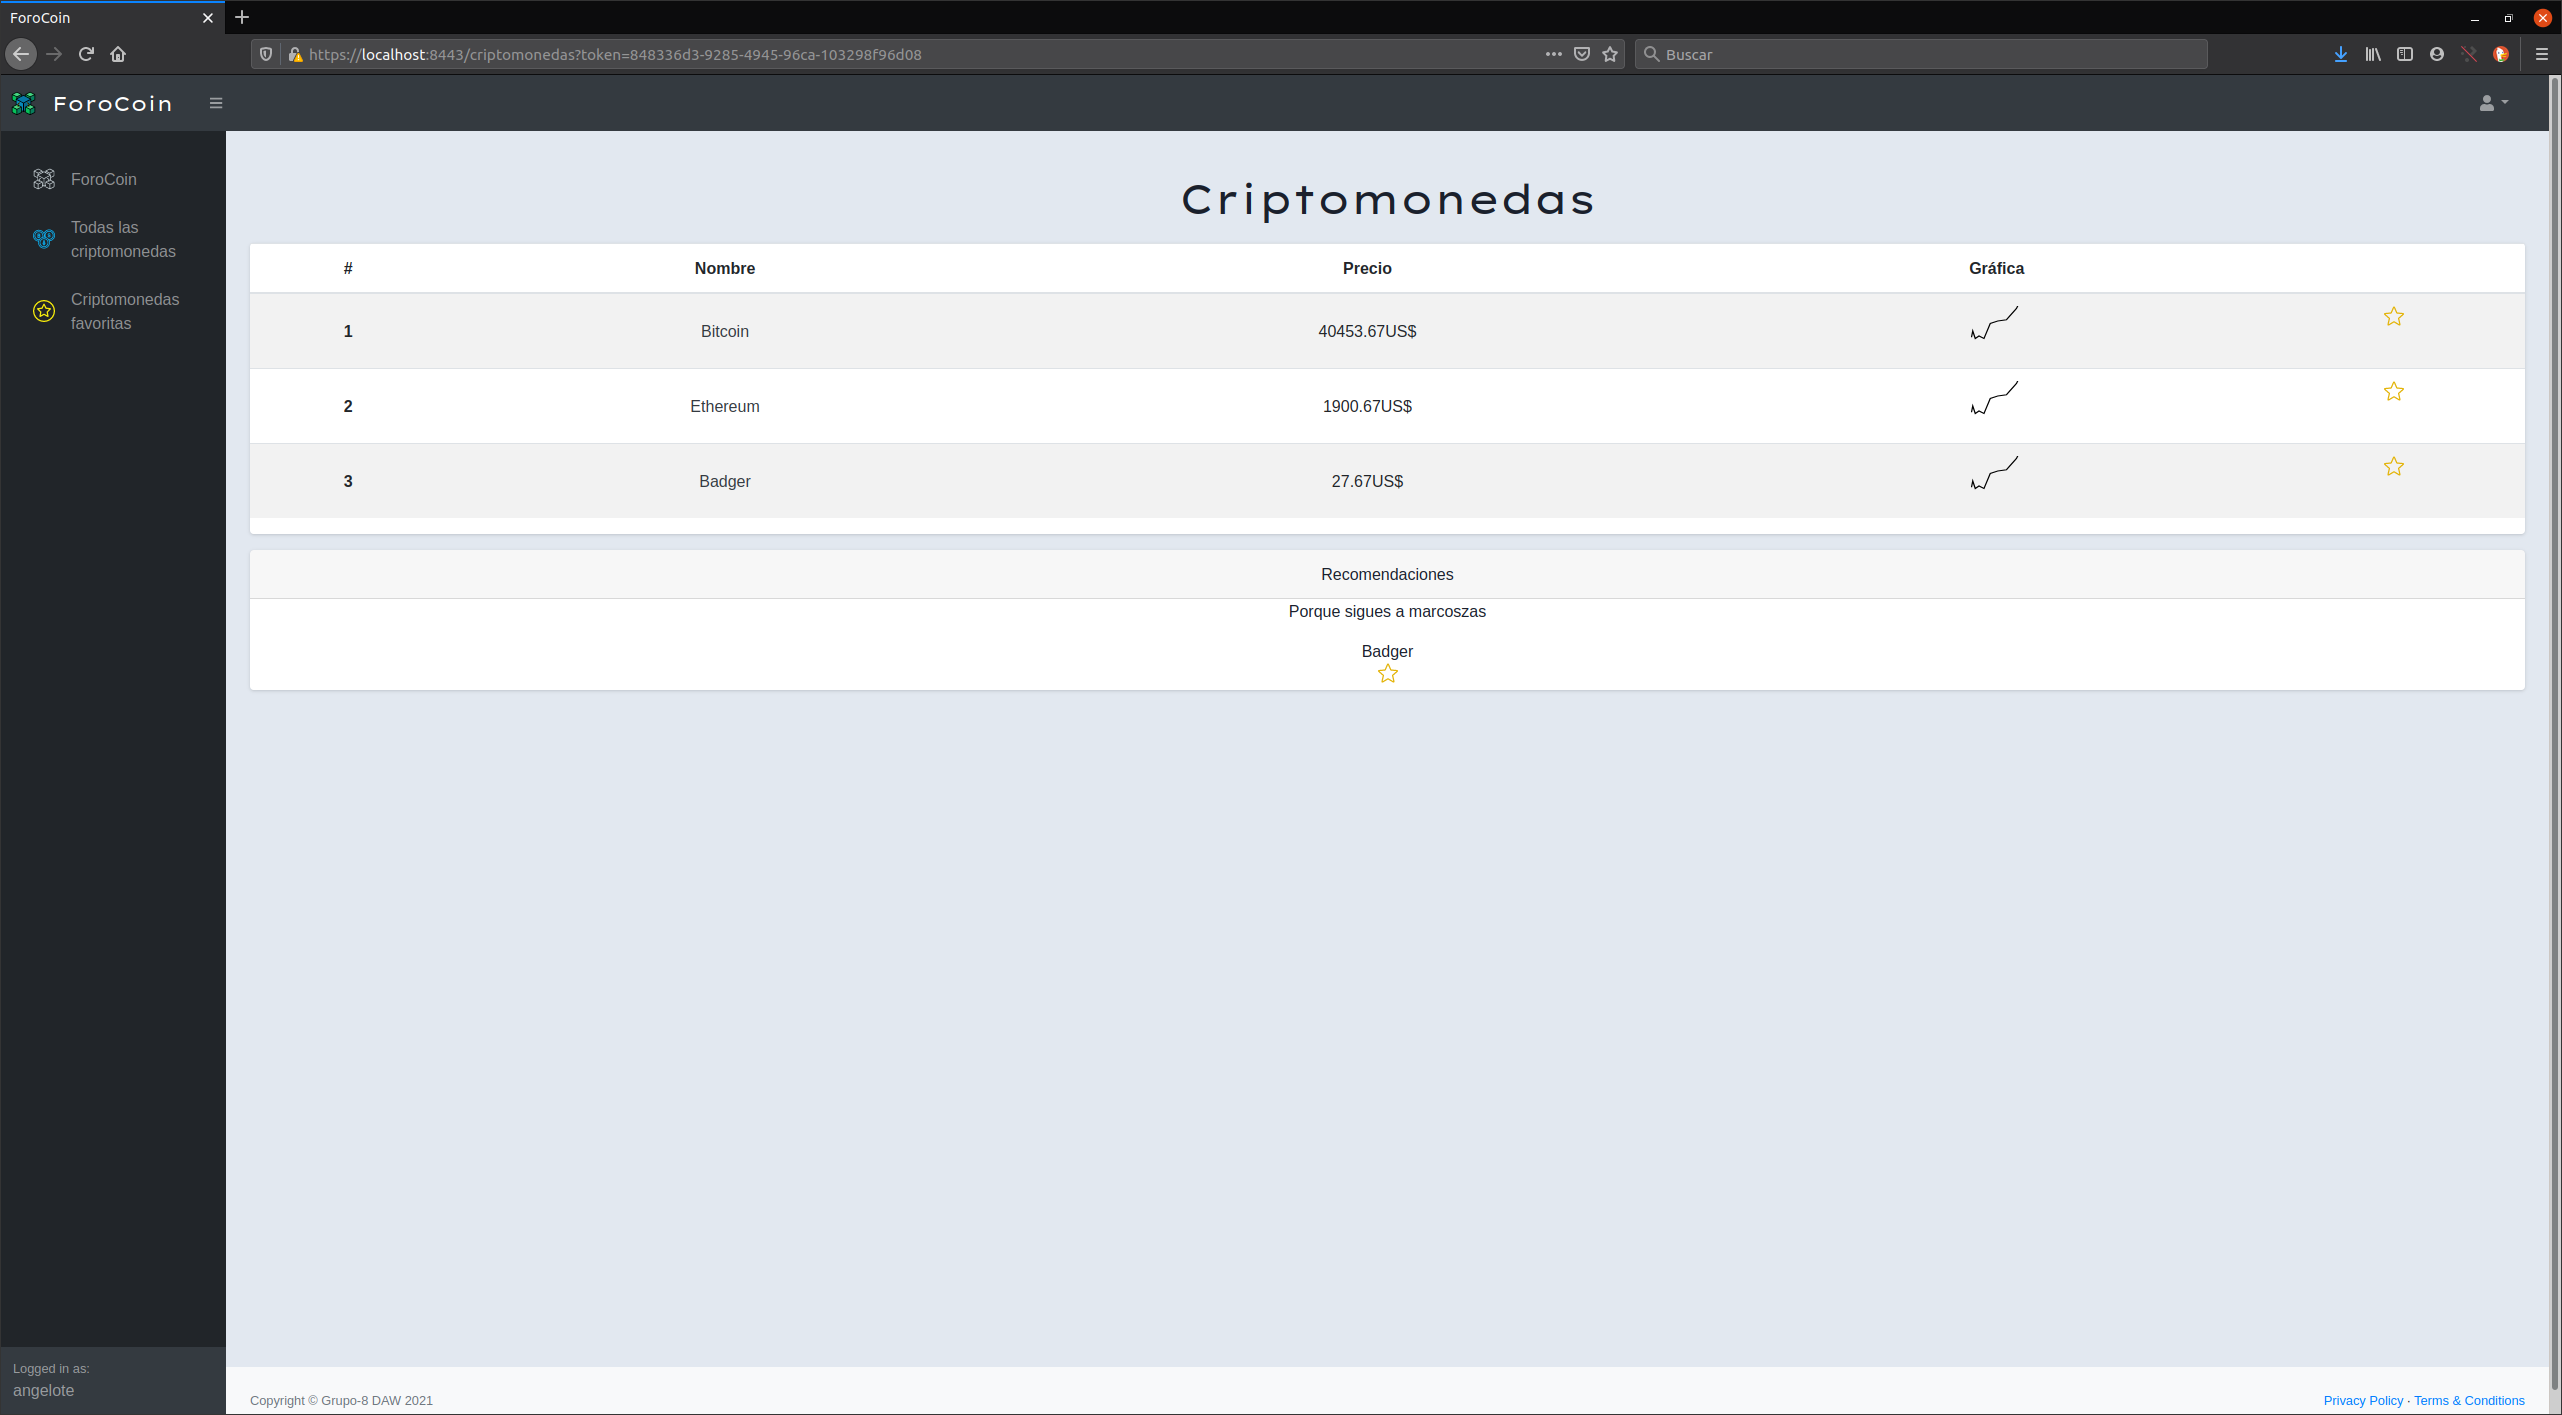 ForoCoin
https://localhost:8443/criptomonedas?token=848336d3-9285-4945-96ca-103298f96d08
Buscar
ForoCoin
ForoCoin
Todas las
criptomonedas
Criptomonedas
favoritas
Criptomonedas
# Nombre Precio Gráfica
1 Bitcoin 40453.67US$
2 Ethereum 1900.67US$
3 Badger 27.67US$
Recomendaciones
Porque sigues a marcoszas
Badger
Logged in as:
angelote
Copyright © Grupo-8 DAW 2021
Privacy Policy · Terms & Conditions